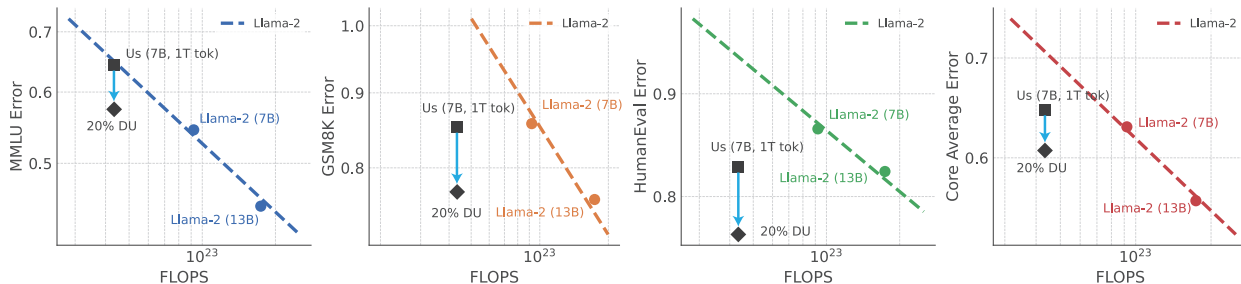 MMLU Error
0.7
0.6
0.5
Llama-2
Us (7B, 1T tok)
20% DU
Llama-2 (7B)
Llama-2 (13B)
10^23
FLOPS
GSM8K Error
1.0
0.9
0.8
Llama-2
Us (7B, 1T tok)
20% DU
Llama-2 (7B)
Llama-2 (13B)
10^23
FLOPS
HumanEval Error
0.9
0.8
Llama-2
Us (7B, 1T tok)
20% DU
Llama-2 (7B)
Llama-2 (13B)
10^23
FLOPS
Core Average Error
0.7
0.6
Llama-2
Us (7B, 1T tok)
20% DU
Llama-2 (7B)
Llama-2 (13B)
10^23
FLOPS